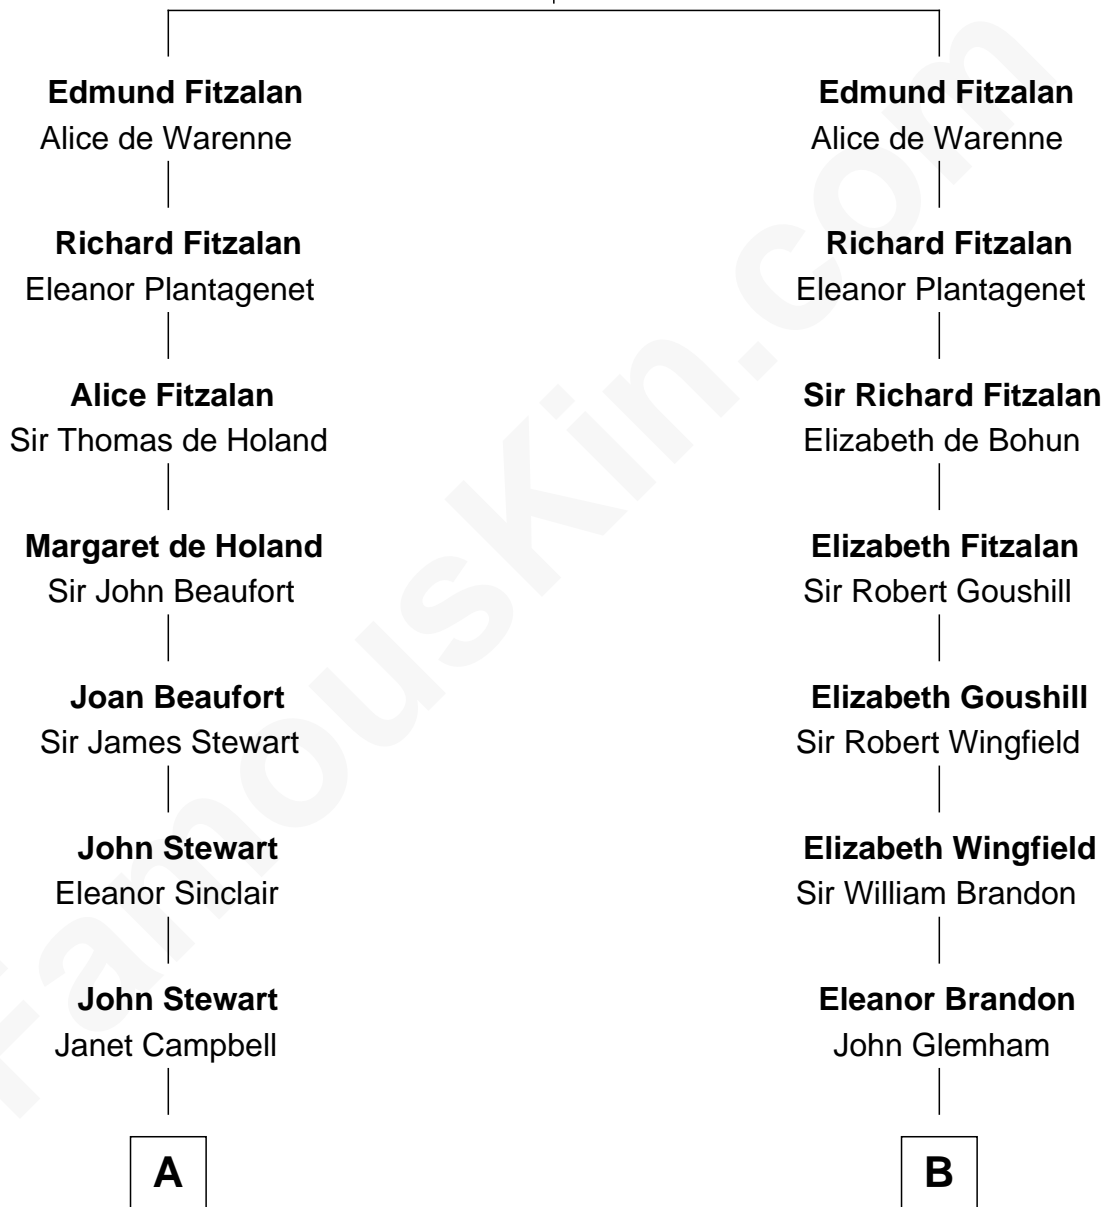 Edmund Fitzalan
Alice de Warenne
Richard Fitzalan
Eleanor Plantagenet
Alice Fitzalan
Sir Thomas de Holand
Margaret de Holand
Sir John Beaufort
Joan Beaufort
Sir James Stewart
John Stewart
Eleanor Sinclair
John Stewart
Janet Campbell
A
Edmund Fitzalan
Alice de Warenne
Richard Fitzalan
Eleanor Plantagenet
Sir Richard Fitzalan
Elizabeth de Bohun
Elizabeth Fitzalan
Sir Robert Goushill
Elizabeth Goushill
Sir Robert Wingfield
Elizabeth Wingfield
Sir William Brandon
Eleanor Brandon
John Glemham
B
FamousKin.com